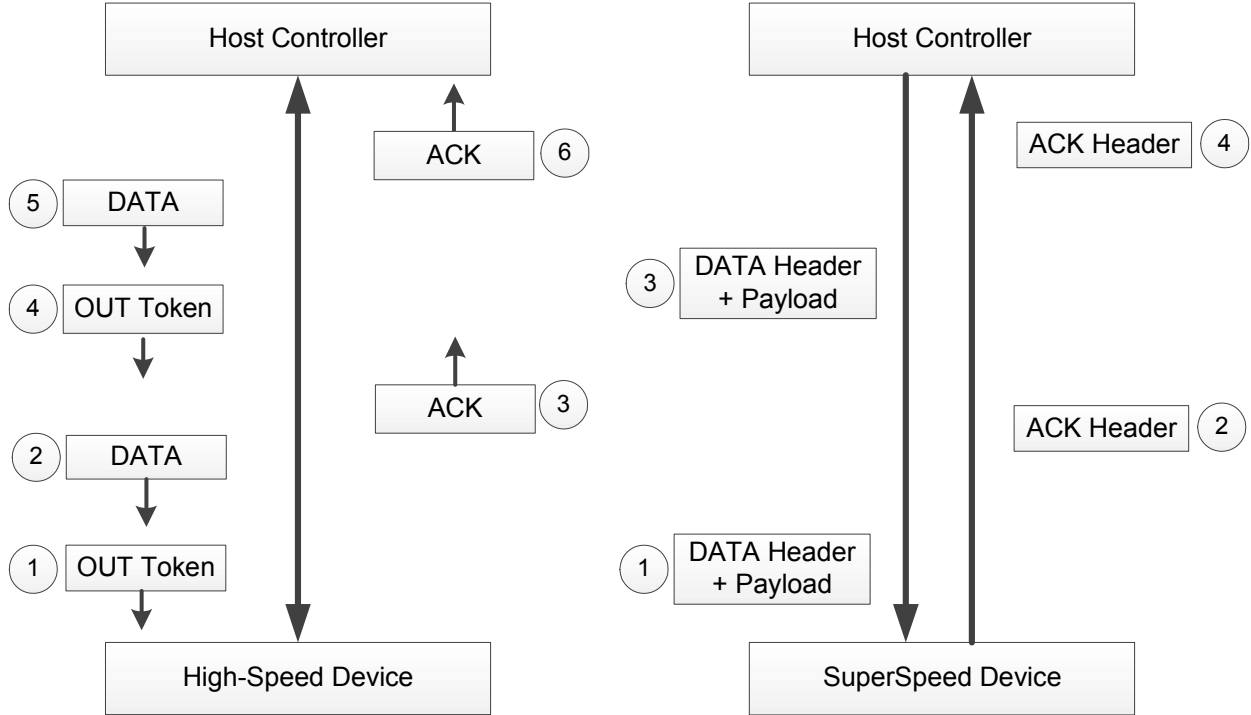 Host Controller
ACK
6
5
DATA
4
OUT Token
ACK
3
2
DATA
1
OUT Token
High-Speed Device
Host Controller
ACK Header
4
3
DATA Header
+ Payload
ACK Header
2
1
DATA Header
+ Payload
SuperSpeed Device